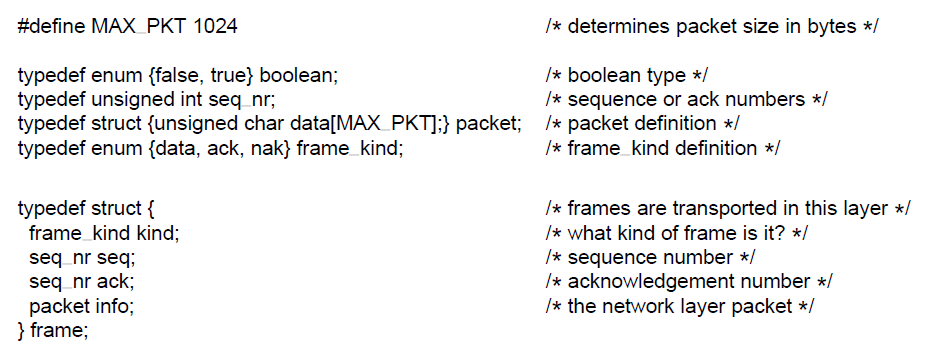 #define MAX_PKT 1024 /* determines packet size in bytes */
typedef enum {false, true} boolean; /* boolean type */
typedef unsigned int seq_nr; /* sequence or ack numbers */
typedef struct {unsigned char data[MAX_PKT];} packet; /* packet definition */
typedef enum {data, ack, nak} frame_kind; /* frame_kind definition */
typedef struct { /* frames are transported in this layer */
frame_kind kind; /* what kind of frame is it? */
seq_nr seq; /* sequence number */
seq_nr ack; /* acknowledgement number */
packet info; /* the network layer packet */
} frame;